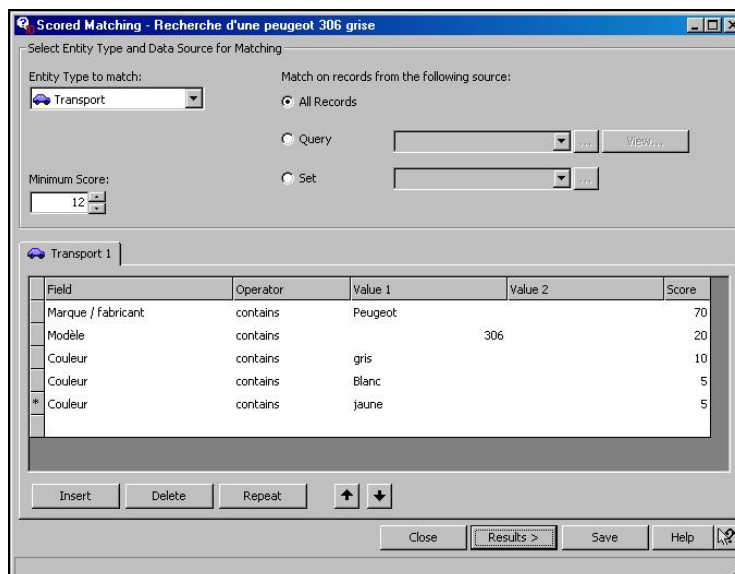 Scored Matching - Recherche d'une peugeot 306 grise
Select Entity Type and Data Source for Matching
Entity Type to match:
Match on records from the following source:
Transport
All Records
Query
...
View...
Minimum Score:
Set
...
12
Transport 1
Field Operator Value 1 Value 2 Score
Marque / fabricant contains Peugeot 70
Modèle contains 306 20
Couleur contains gris 10
Couleur contains Blanc 5
* Couleur contains jaune 5
Insert Delete Repeat
Close Results > Save Help